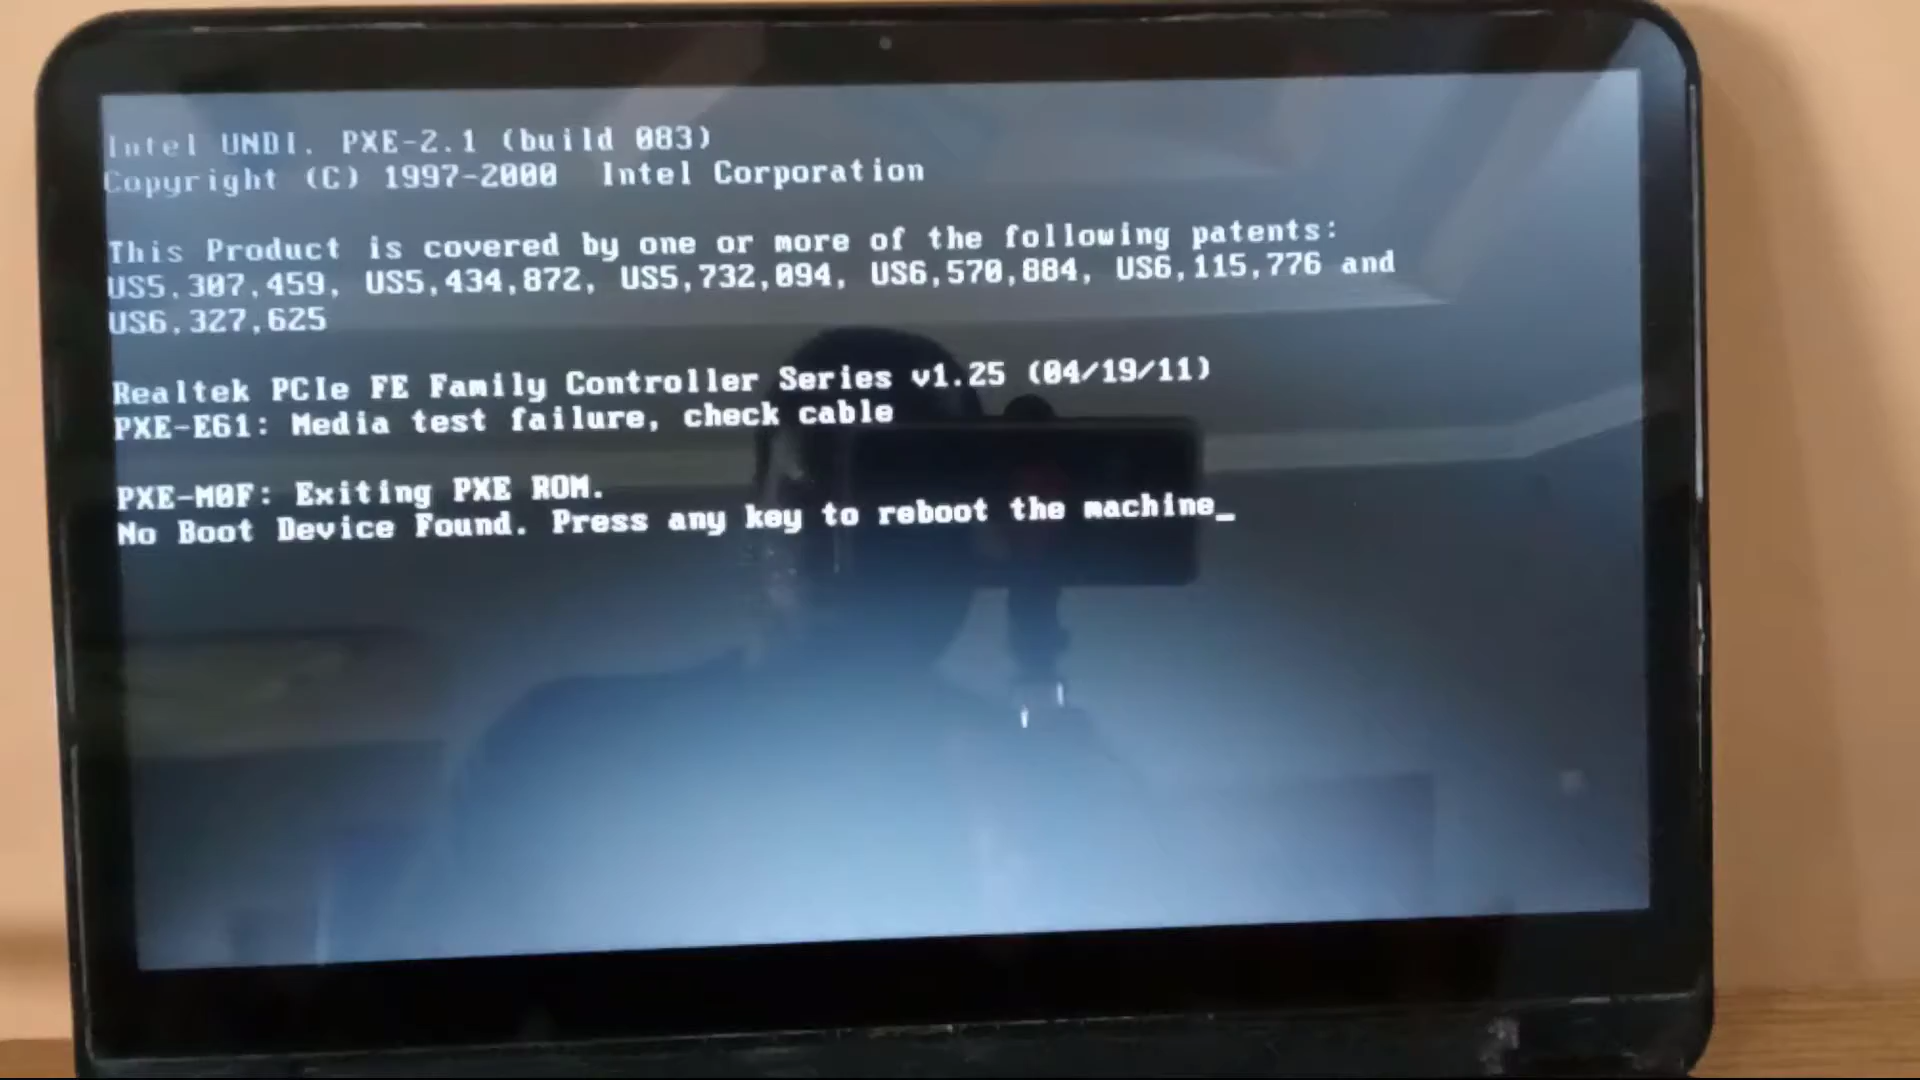 Intel UNDI, PXE-2.1 (build 083)
Copyright (C) 1997-2000  Intel Corporation
This Product is covered by one or more of the following patents:
US5,307,459, US5,434,872, US5,732,094, US6,570,884, US6,115,776 and
US6,327,625
Realtek PCIe FE Family Controller Series v1.25 (04/19/11)
PXE-E61: Media test failure, check cable
PXE-M0F: Exiting PXE ROM.
No Boot Device Found. Press any key to reboot the machine_